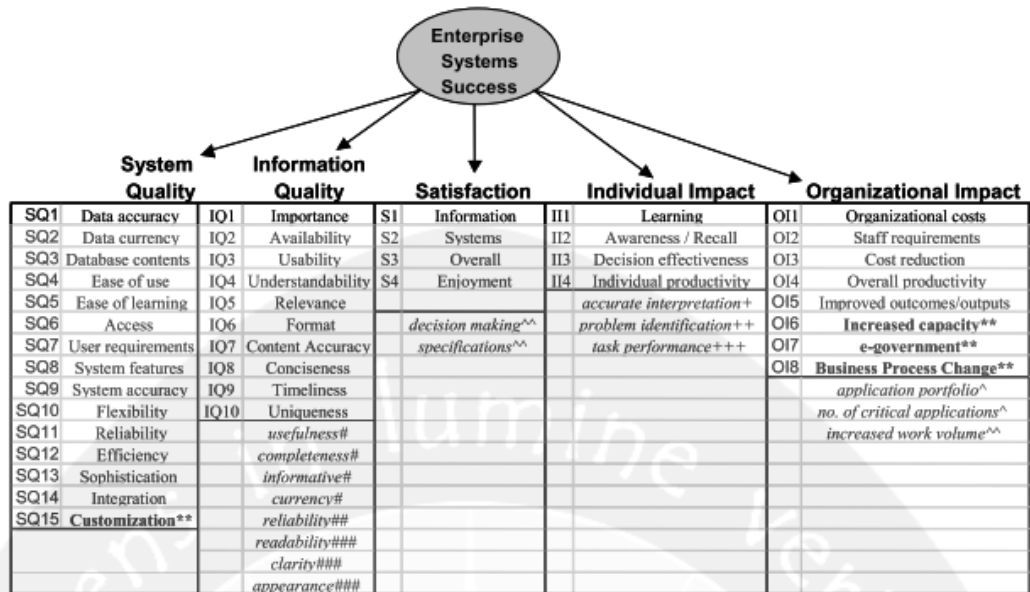 Enterprise
Systems
Success
System Information
Quality Quality Satisfaction Individual Impact Organizational Impact
SQ1 Data accuracy IQ1 Importance S1 Information II1 Learning OI1 Organizational costs
SQ2 Data currency IQ2 Availability S2 Systems II2 Awareness / Recall OI2 Staff requirements
SQ3 Database contents IQ3 Usability S3 Overall II3 Decision effectiveness OI3 Cost reduction
SQ4 Ease of use IQ4 Understandability S4 Enjoyment II4 Individual productivity OI4 Overall productivity
SQ5 Ease of learning IQ5 Relevance accurate interpretation+ OI5 Improved outcomes/outputs
SQ6 Access IQ6 Format decision making^^ problem identification++ OI6 Increased capacity**
SQ7 User requirements IQ7 Content Accuracy specifications^^ task performance+++ OI7 e-government**
SQ8 System features IQ8 Conciseness OI8 Business Process Change**
SQ9 System accuracy IQ9 Timeliness application portfolio^
SQ10 Flexibility IQ10 Uniqueness no. of critical applications^
SQ11 Reliability usefulness# increased work volume^^
SQ12 Efficiency completeness#
SQ13 Sophistication informative#
SQ14 Integration currency#
SQ15 Customization** reliability##
readability###
clarity###
appearance###
ens in lumine Ve